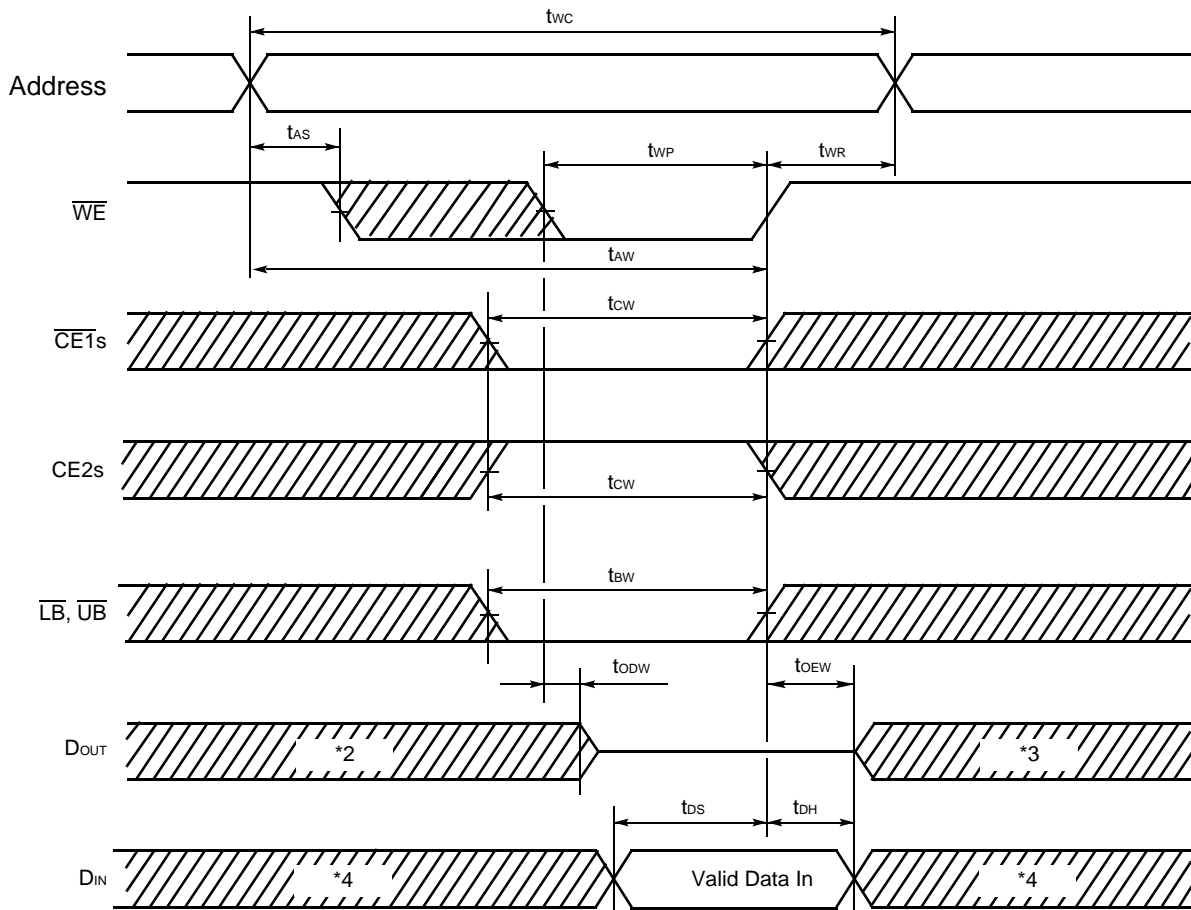 tWC
Address
tAS
tWP
tWR
WE
tAW
tCW
CE1s
CE2s
tCW
tBW
LB, UB
tODW
tOEW
DOUT
*2
*3
tDS
tDH
DIN
*4
Valid Data In
*4